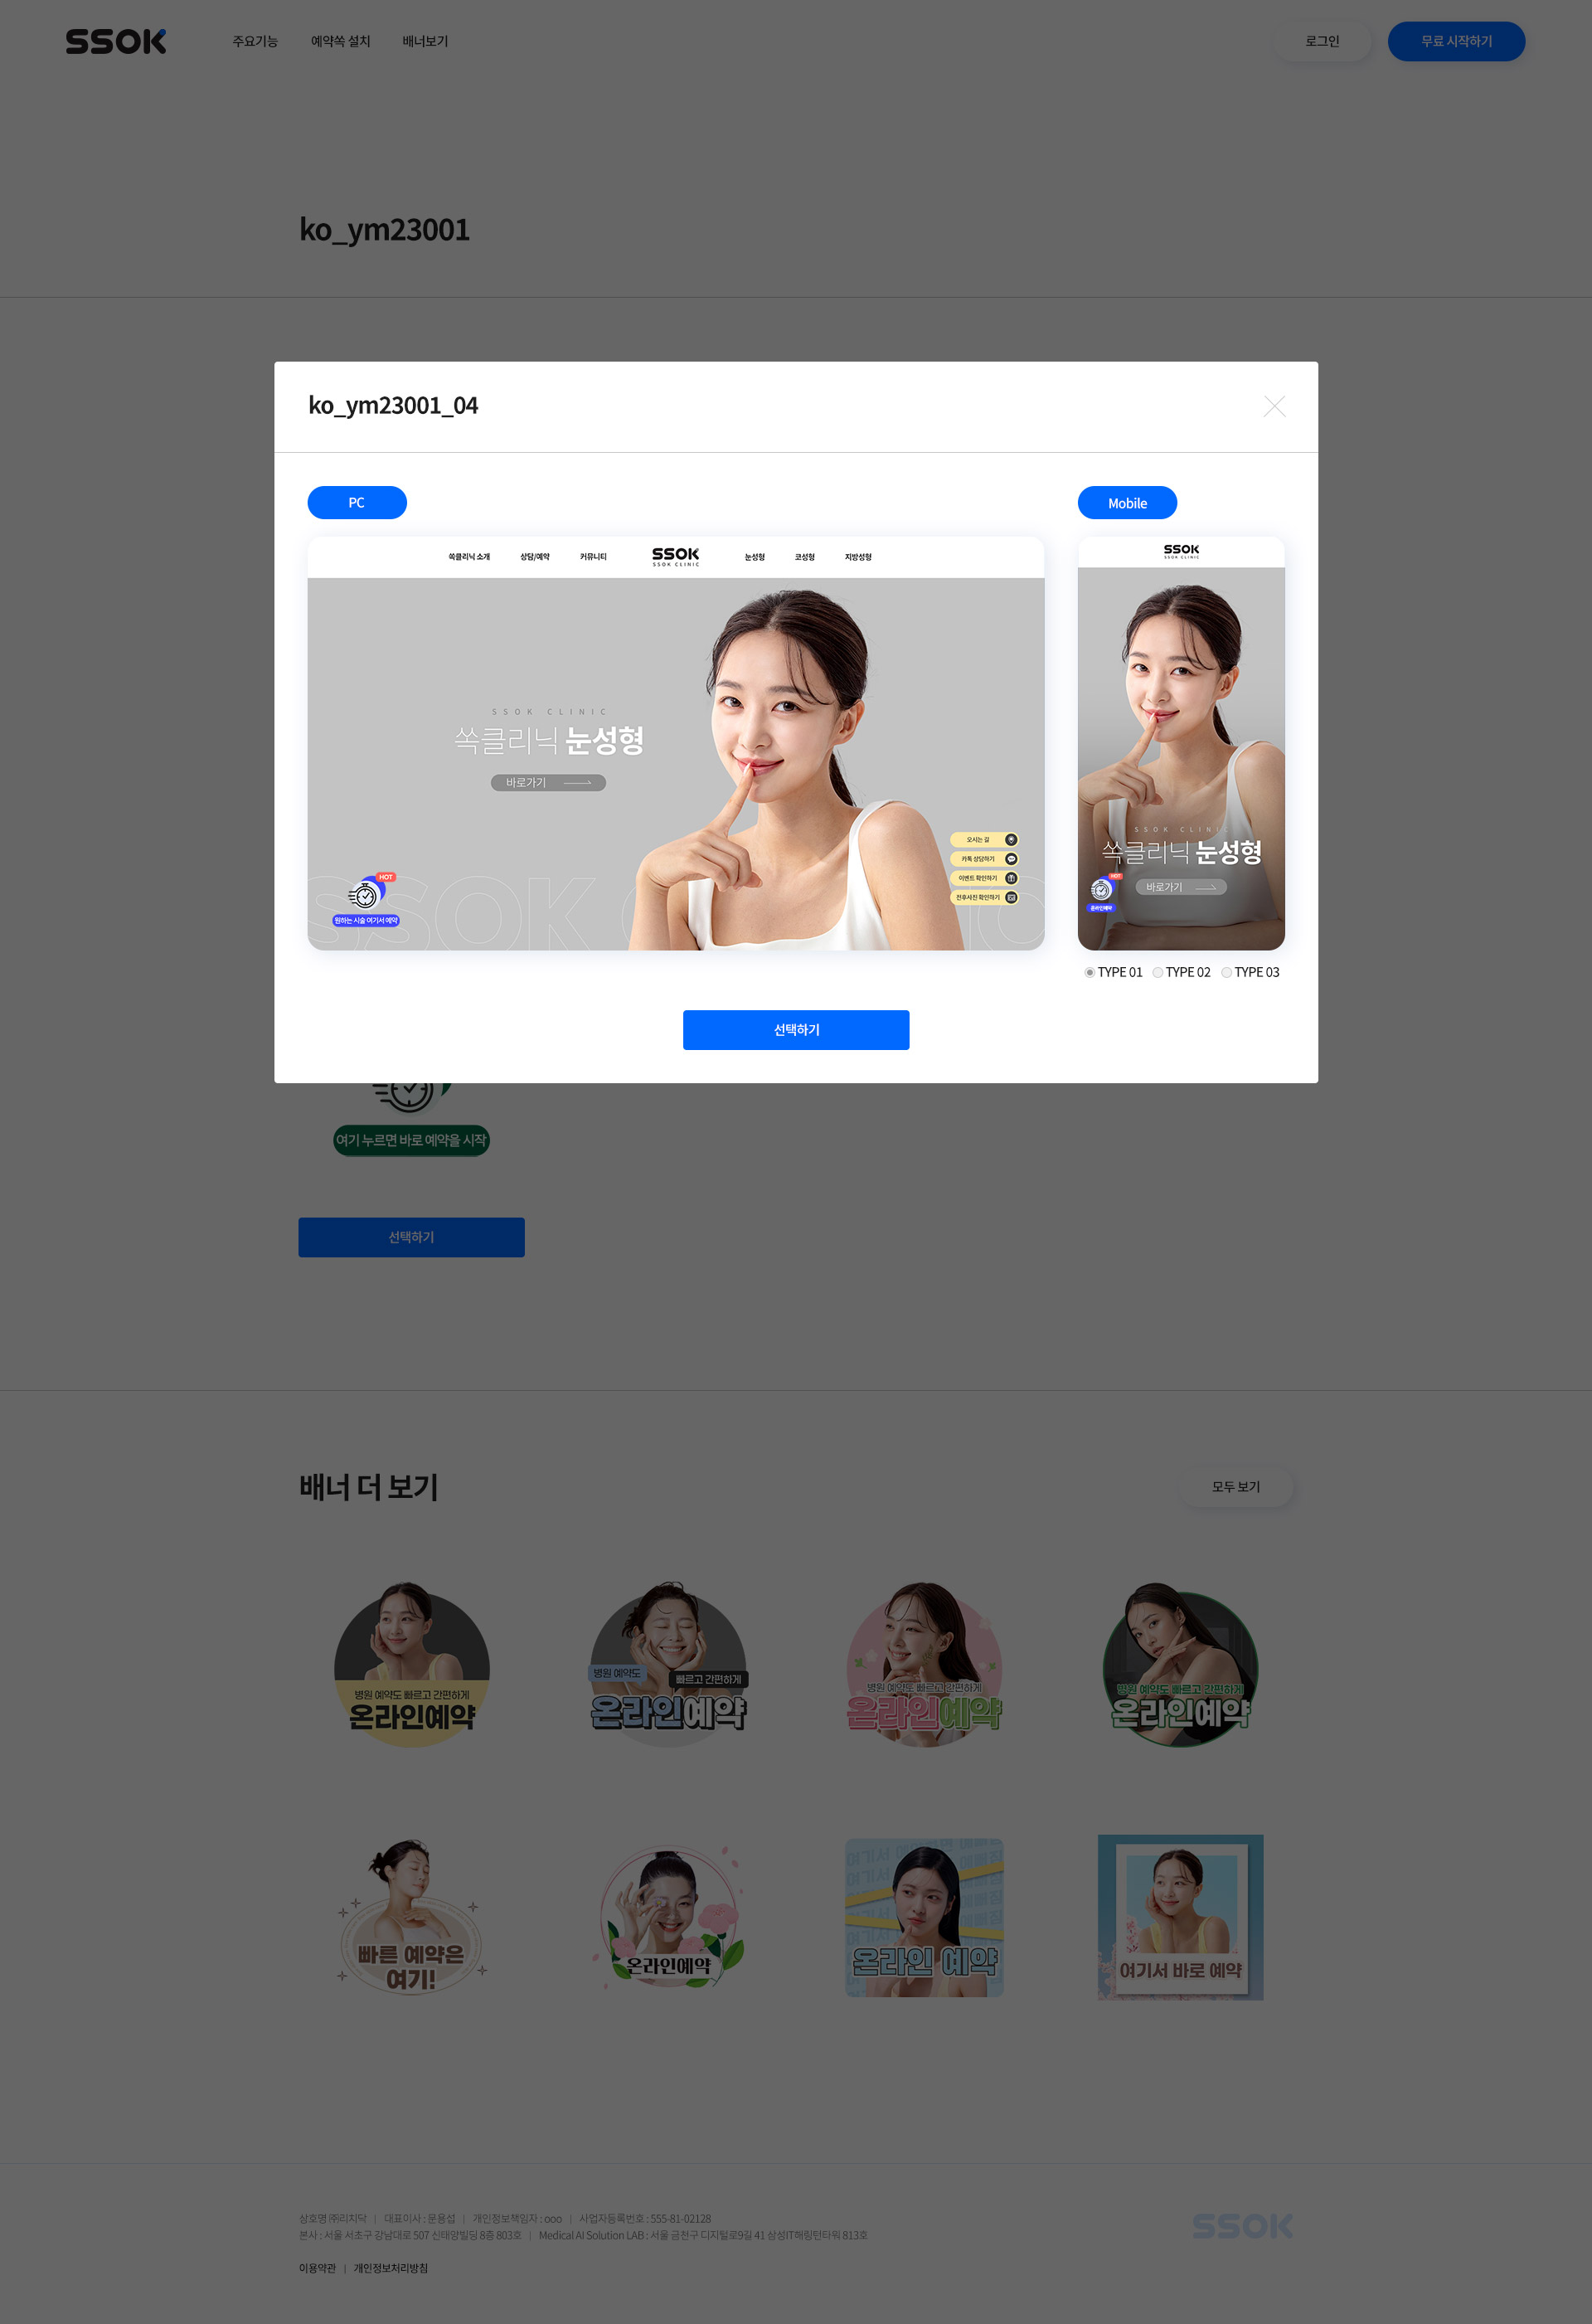 SSOK 주요기능 예약쏙 설치 배너보기 로그인 무료 시작하기
ko_ym23001
ko_ym23001_04
PC
Mobile
쏙클리닉 소개 상담/예약 커뮤니티 SSOK 눈성형 코성형 지방성형
SSOK CLINIC
SSOK CLINIC
쏙클리닉 눈성형
바로가기
오시는 길
카톡 상담하기
이벤트 확인하기
전후사진 확인하기
HOT
원하는 시술 여기서 예약
SSOK CLINIC
SSOK
SSOK CLINIC
SSOK CLINIC
쏙클리닉 눈성형
바로가기
HOT
온라인예약
TYPE 01 TYPE 02 TYPE 03
선택하기
여기 누르면 바로 예약을 시작
선택하기
배너 더 보기
모두 보기
병원 예약도 빠르고 간편하게
온라인예약
병원 예약도
빠르고 간편하게
온라인예약
병원 예약도 빠르고 간편하게
온라인예약
병원 예약도 빠르고 간편하게
온라인예약
빠른 예약은
여기!
온라인예약
온라인 예약
여기서 바로 예약
상호명 ㈜리치닥 | 대표이사 : 문용섭 | 개인정보책임자 : ooo | 사업자등록번호 : 555-81-02128
본사 : 서울 서초구 강남대로 507 신태양빌딩 8층 803호 | Medical AI Solution LAB : 서울 금천구 디지털로9길 41 삼성IT해링턴타워 813호
이용약관 | 개인정보처리방침
SSOK